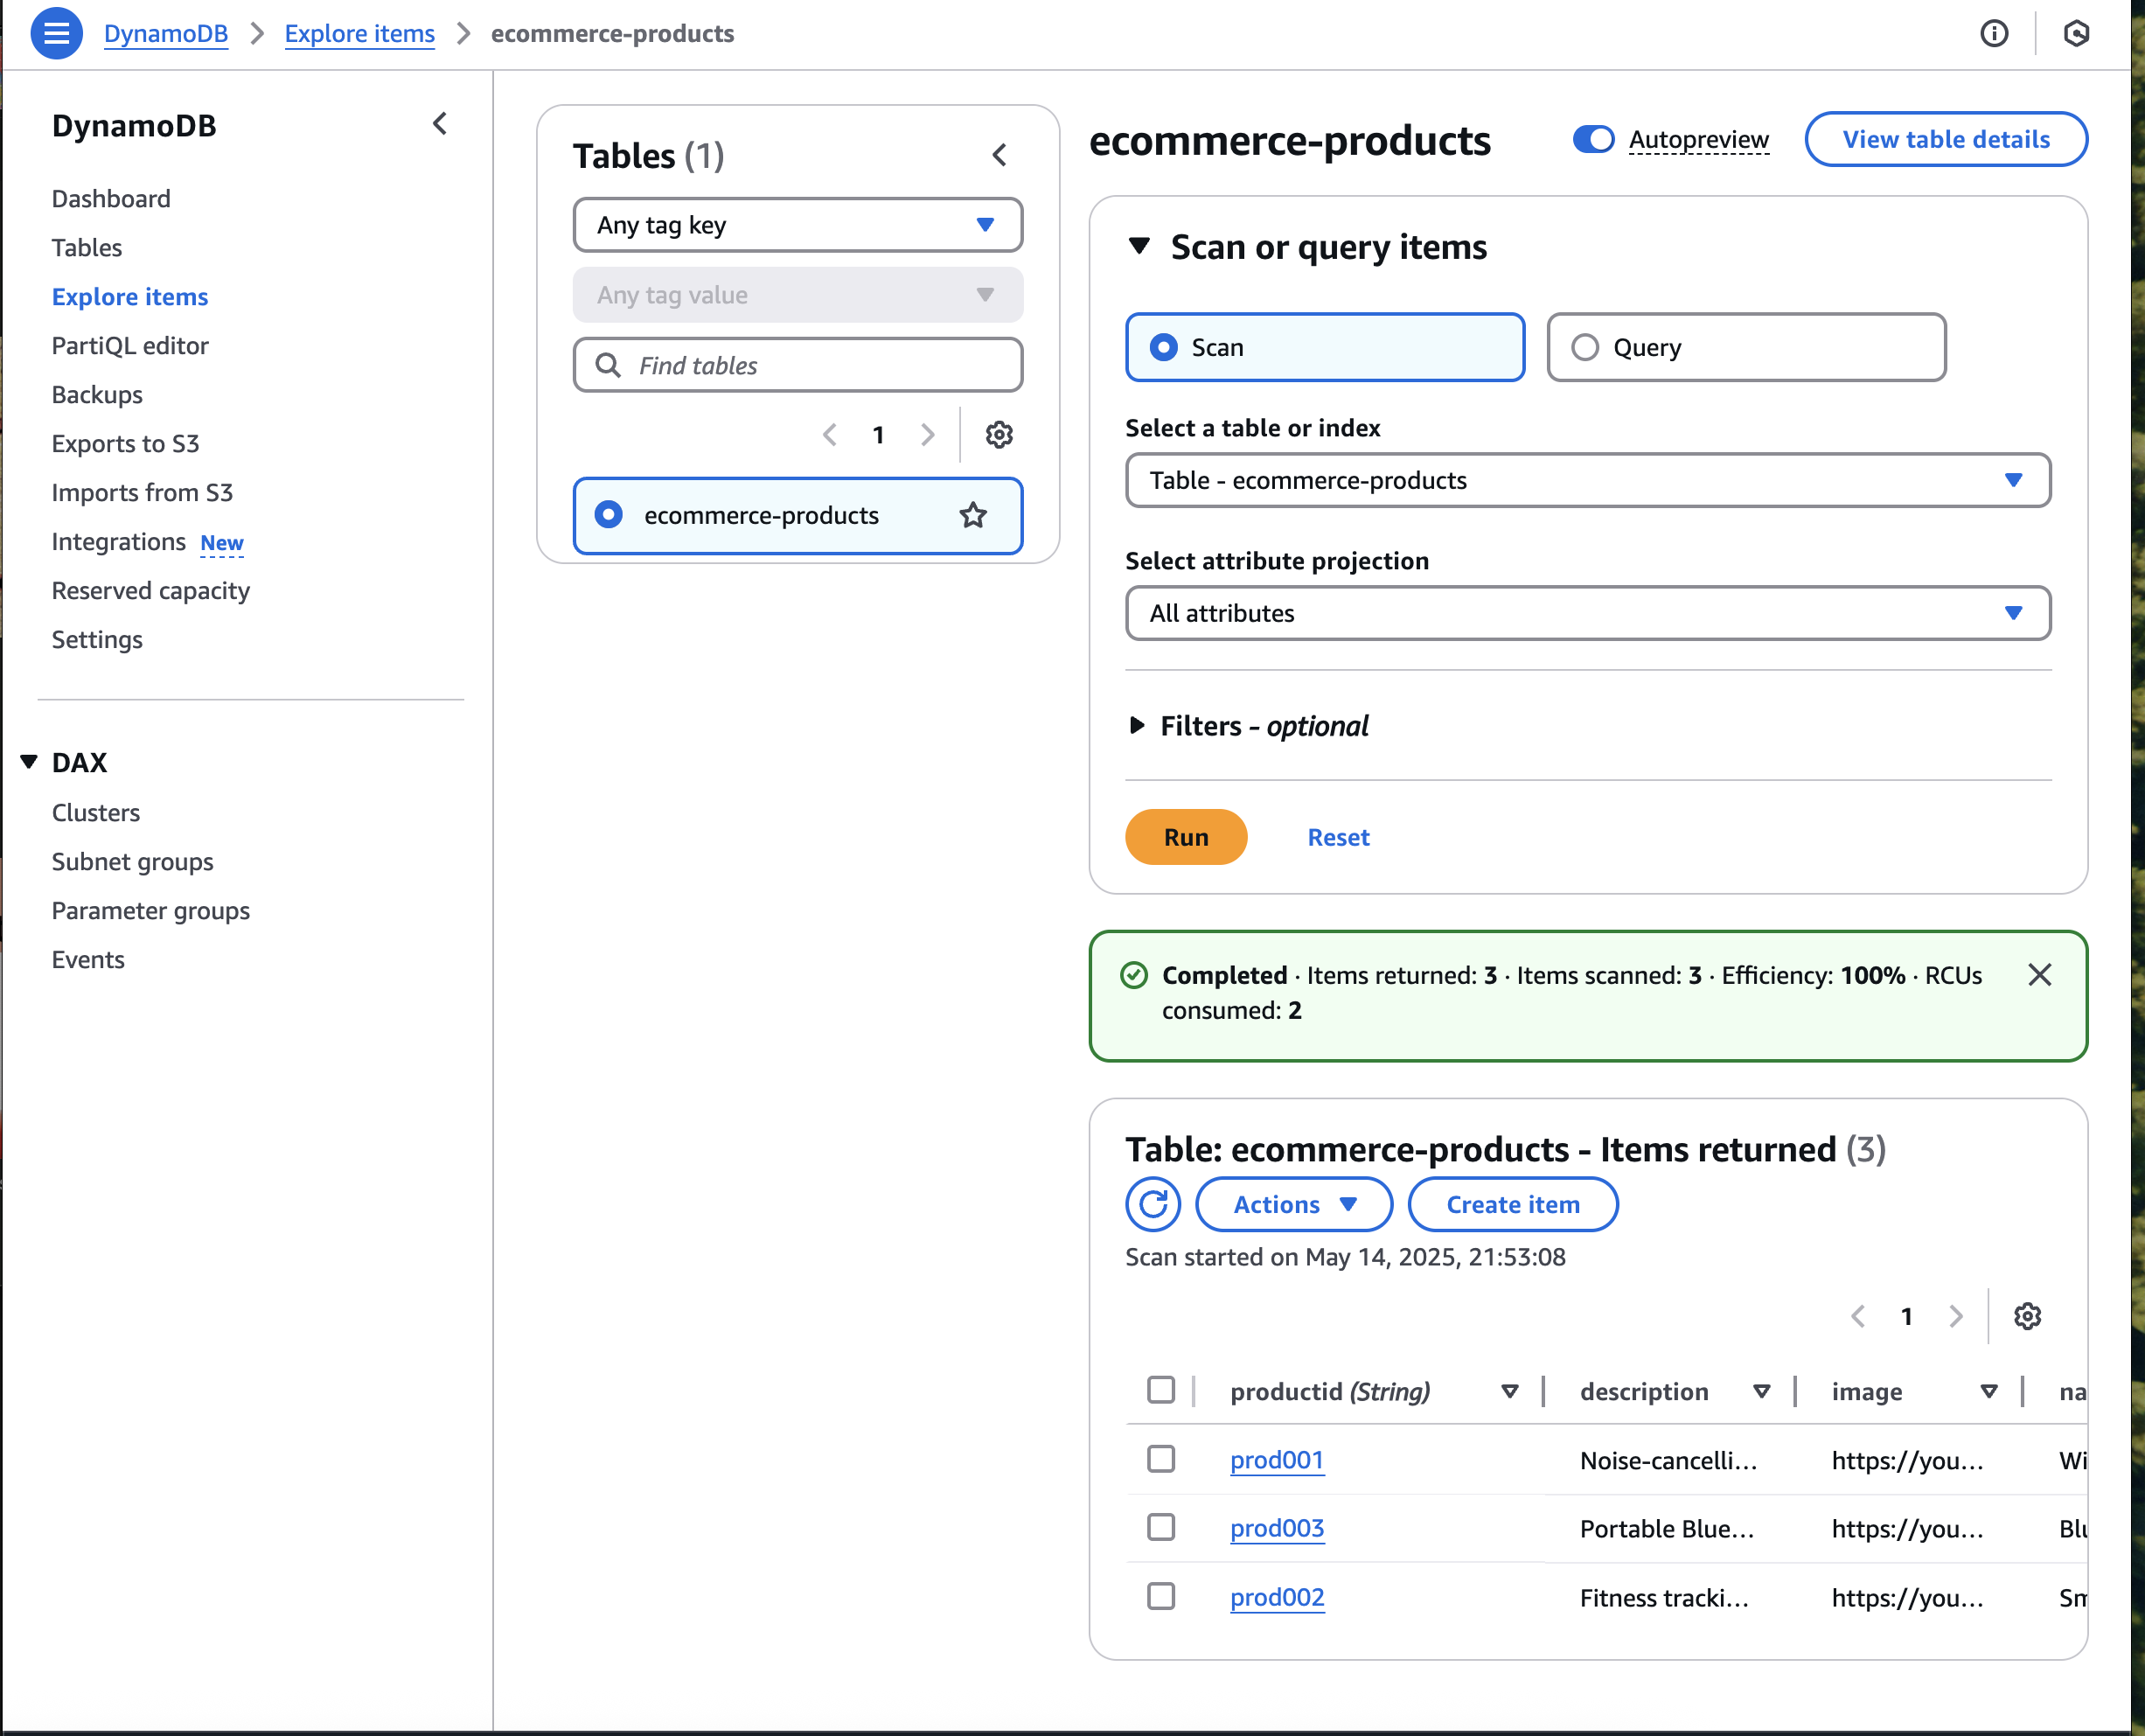 DynamoDB > Explore items > ecommerce-products
DynamoDB
Dashboard
Tables
Explore items
PartiQL editor
Backups
Exports to S3
Imports from S3
Integrations New
Reserved capacity
Settings
DAX
Clusters
Subnet groups
Parameter groups
Events
Tables (1)
Any tag key
Any tag value
Find tables
1
ecommerce-products
ecommerce-products
Autopreview
View table details
Scan or query items
Scan
Query
Select a table or index
Table - ecommerce-products
Select attribute projection
All attributes
Filters - optional
Run
Reset
Completed · Items returned: 3 · Items scanned: 3 · Efficiency: 100% · RCUs
consumed: 2
Table: ecommerce-products - Items returned (3)
Actions
Create item
Scan started on May 14, 2025, 21:53:08
1
productid (String) description image na
prod001 Noise-cancelli... https://you... Wi
prod003 Portable Blue... https://you... Blu
prod002 Fitness tracki... https://you... Sm